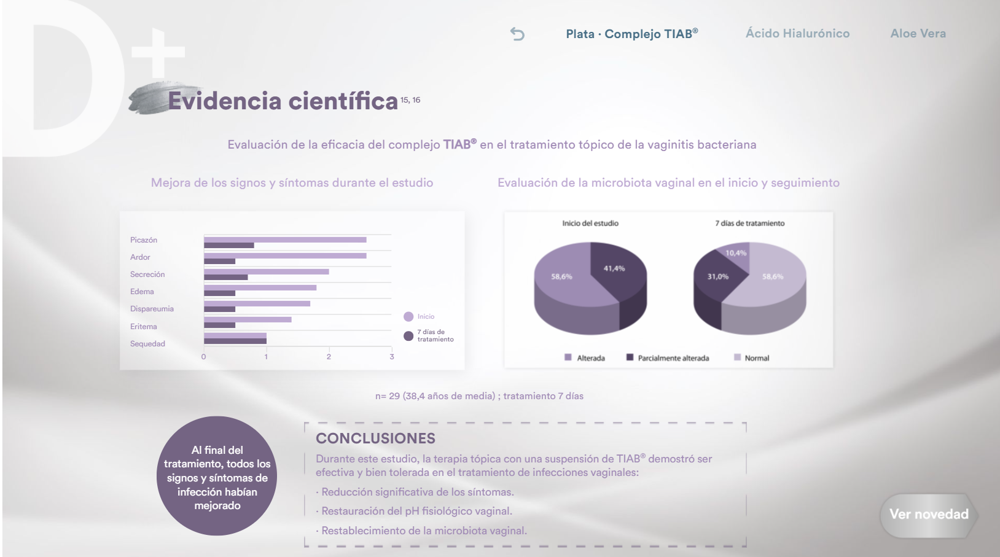 D+
Plata · Complejo TIAB®
Ácido Hialurónico
Aloe Vera
Evidencia científica 15, 16
Evaluación de la eficacia del complejo TIAB® en el tratamiento tópico de la vaginitis bacteriana
Mejora de los signos y síntomas durante el estudio
Picazón
Ardor
Secreción
Edema
Dispareumia
Eritema
Sequedad
0 1 2 3
Inicio
7 días de
tratamiento
Evaluación de la microbiota vaginal en el inicio y seguimiento
Inicio del estudio
58,6%
41,4%
7 días de tratamiento
10,4%
31,0%
58,6%
Alterada
Parcialmente alterada
Normal
n= 29 (38,4 años de media) ; tratamiento 7 días
Al final del
tratamiento, todos los
signos y síntomas de
infección habían
mejorado
CONCLUSIONES
Durante este estudio, la terapia tópica con una suspensión de TIAB® demostró ser
efectiva y bien tolerada en el tratamiento de infecciones vaginales:
· Reducción significativa de los síntomas.
· Restauración del pH fisiológico vaginal.
· Restablecimiento de la microbiota vaginal.
Ver novedad